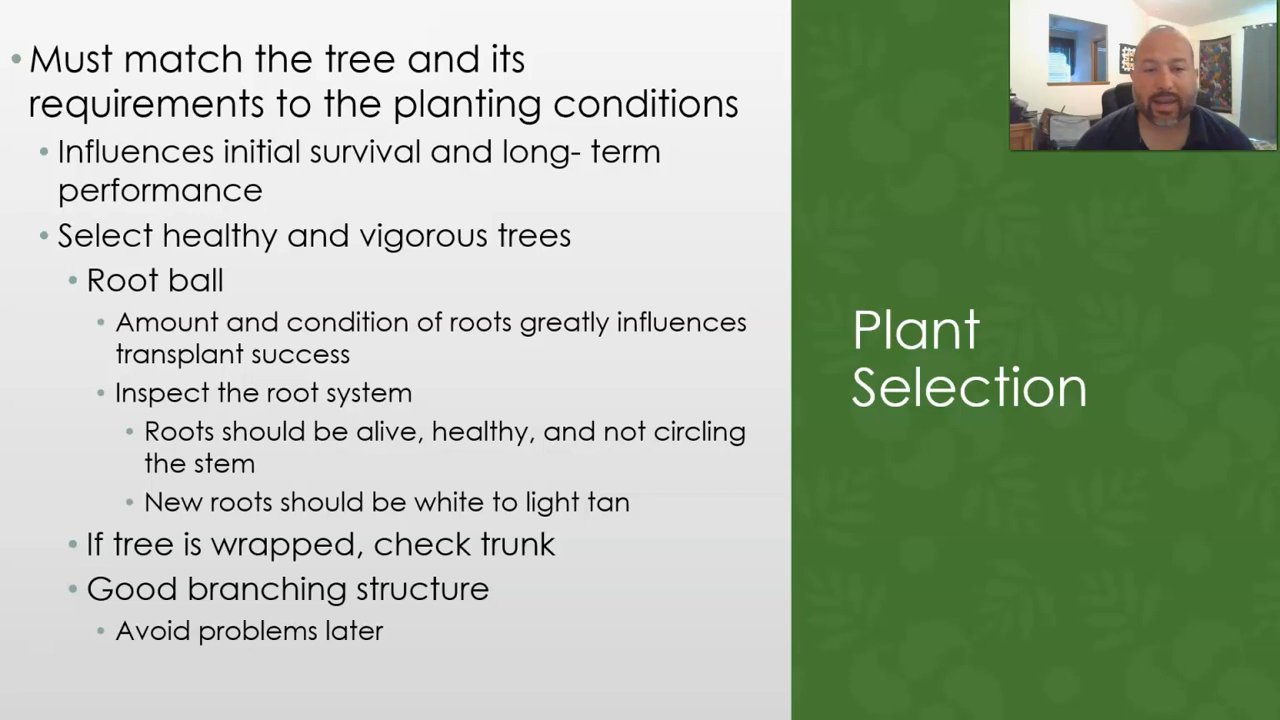 • Must match the tree and its
requirements to the planting conditions
• Influences initial survival and long- term
performance
• Select healthy and vigorous trees
• Root ball
• Amount and condition of roots greatly influences
transplant success
• Inspect the root system
• Roots should be alive, healthy, and not circling
the stem
• New roots should be white to light tan
• If tree is wrapped, check trunk
• Good branching structure
• Avoid problems later
Plant
Selection